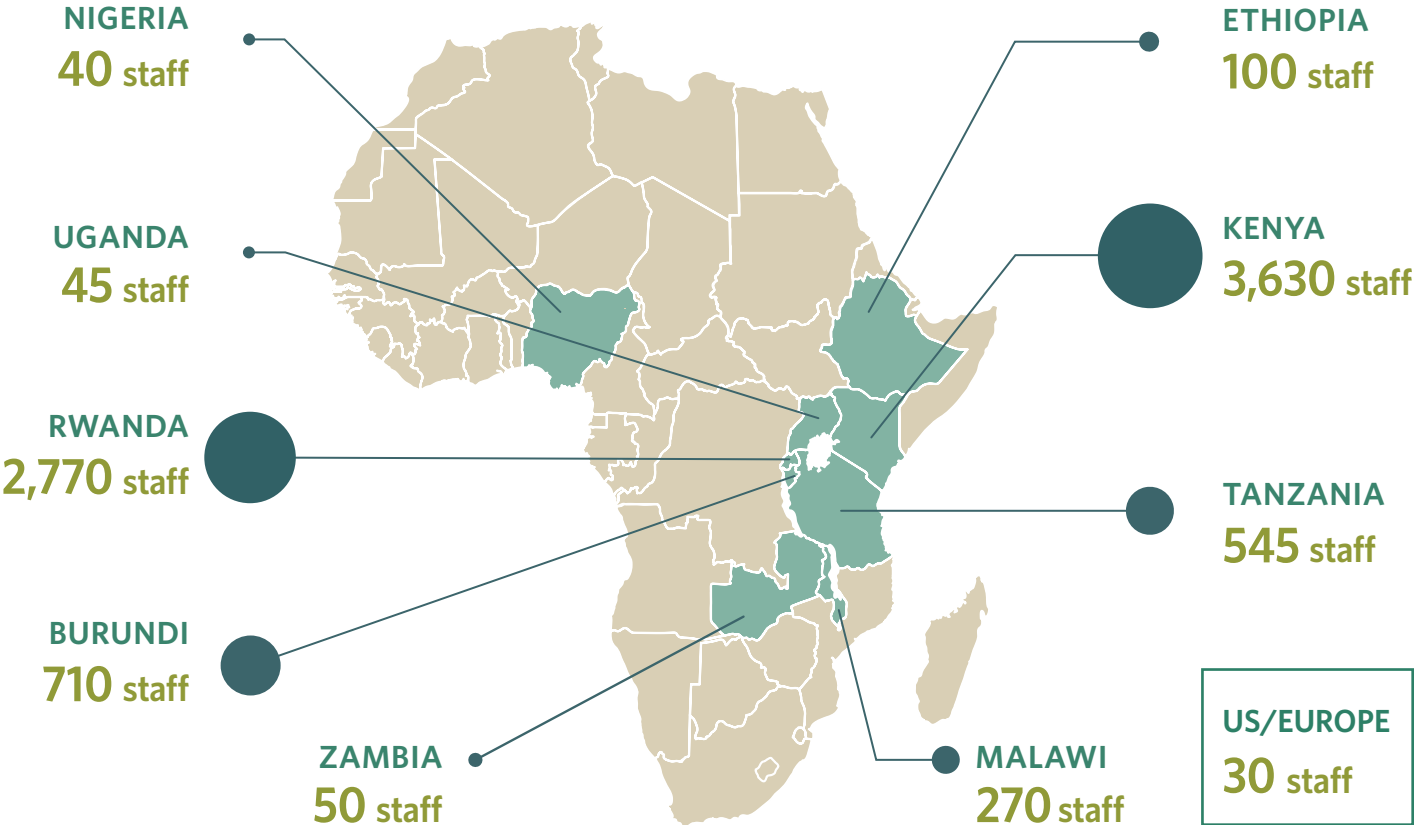 NIGERIA
40 staff
ETHIOPIA
100 staff
UGANDA
45 staff
KENYA
3,630 staff
RWANDA
2,770 staff
TANZANIA
545 staff
BURUNDI
710 staff
ZAMBIA
50 staff
MALAWI
270 staff
US/EUROPE
30 staff